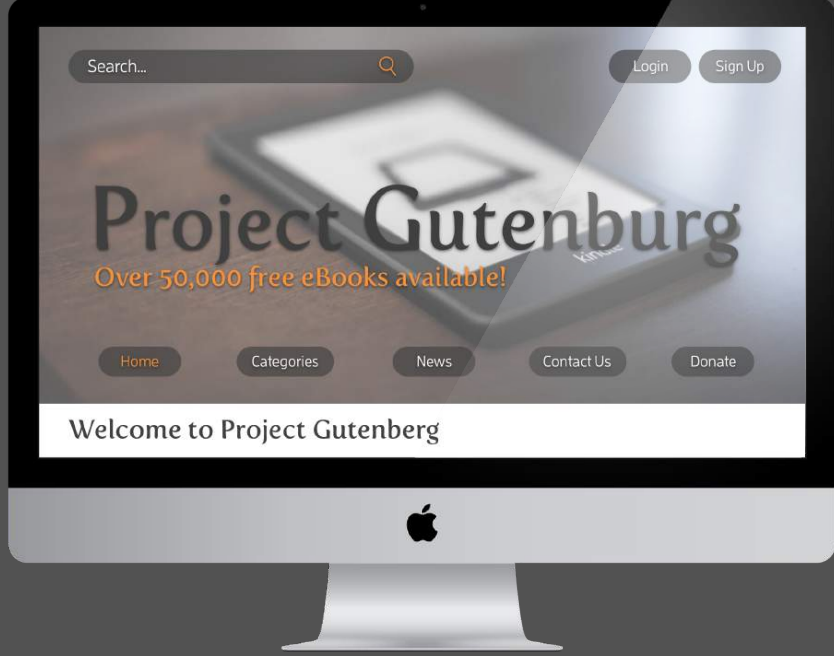 Search...
Login
Sign Up
Project Gutenburg
Over 50,000 free eBooks available!
kindle
Home
Categories
News
Contact Us
Donate
Welcome to Project Gutenberg